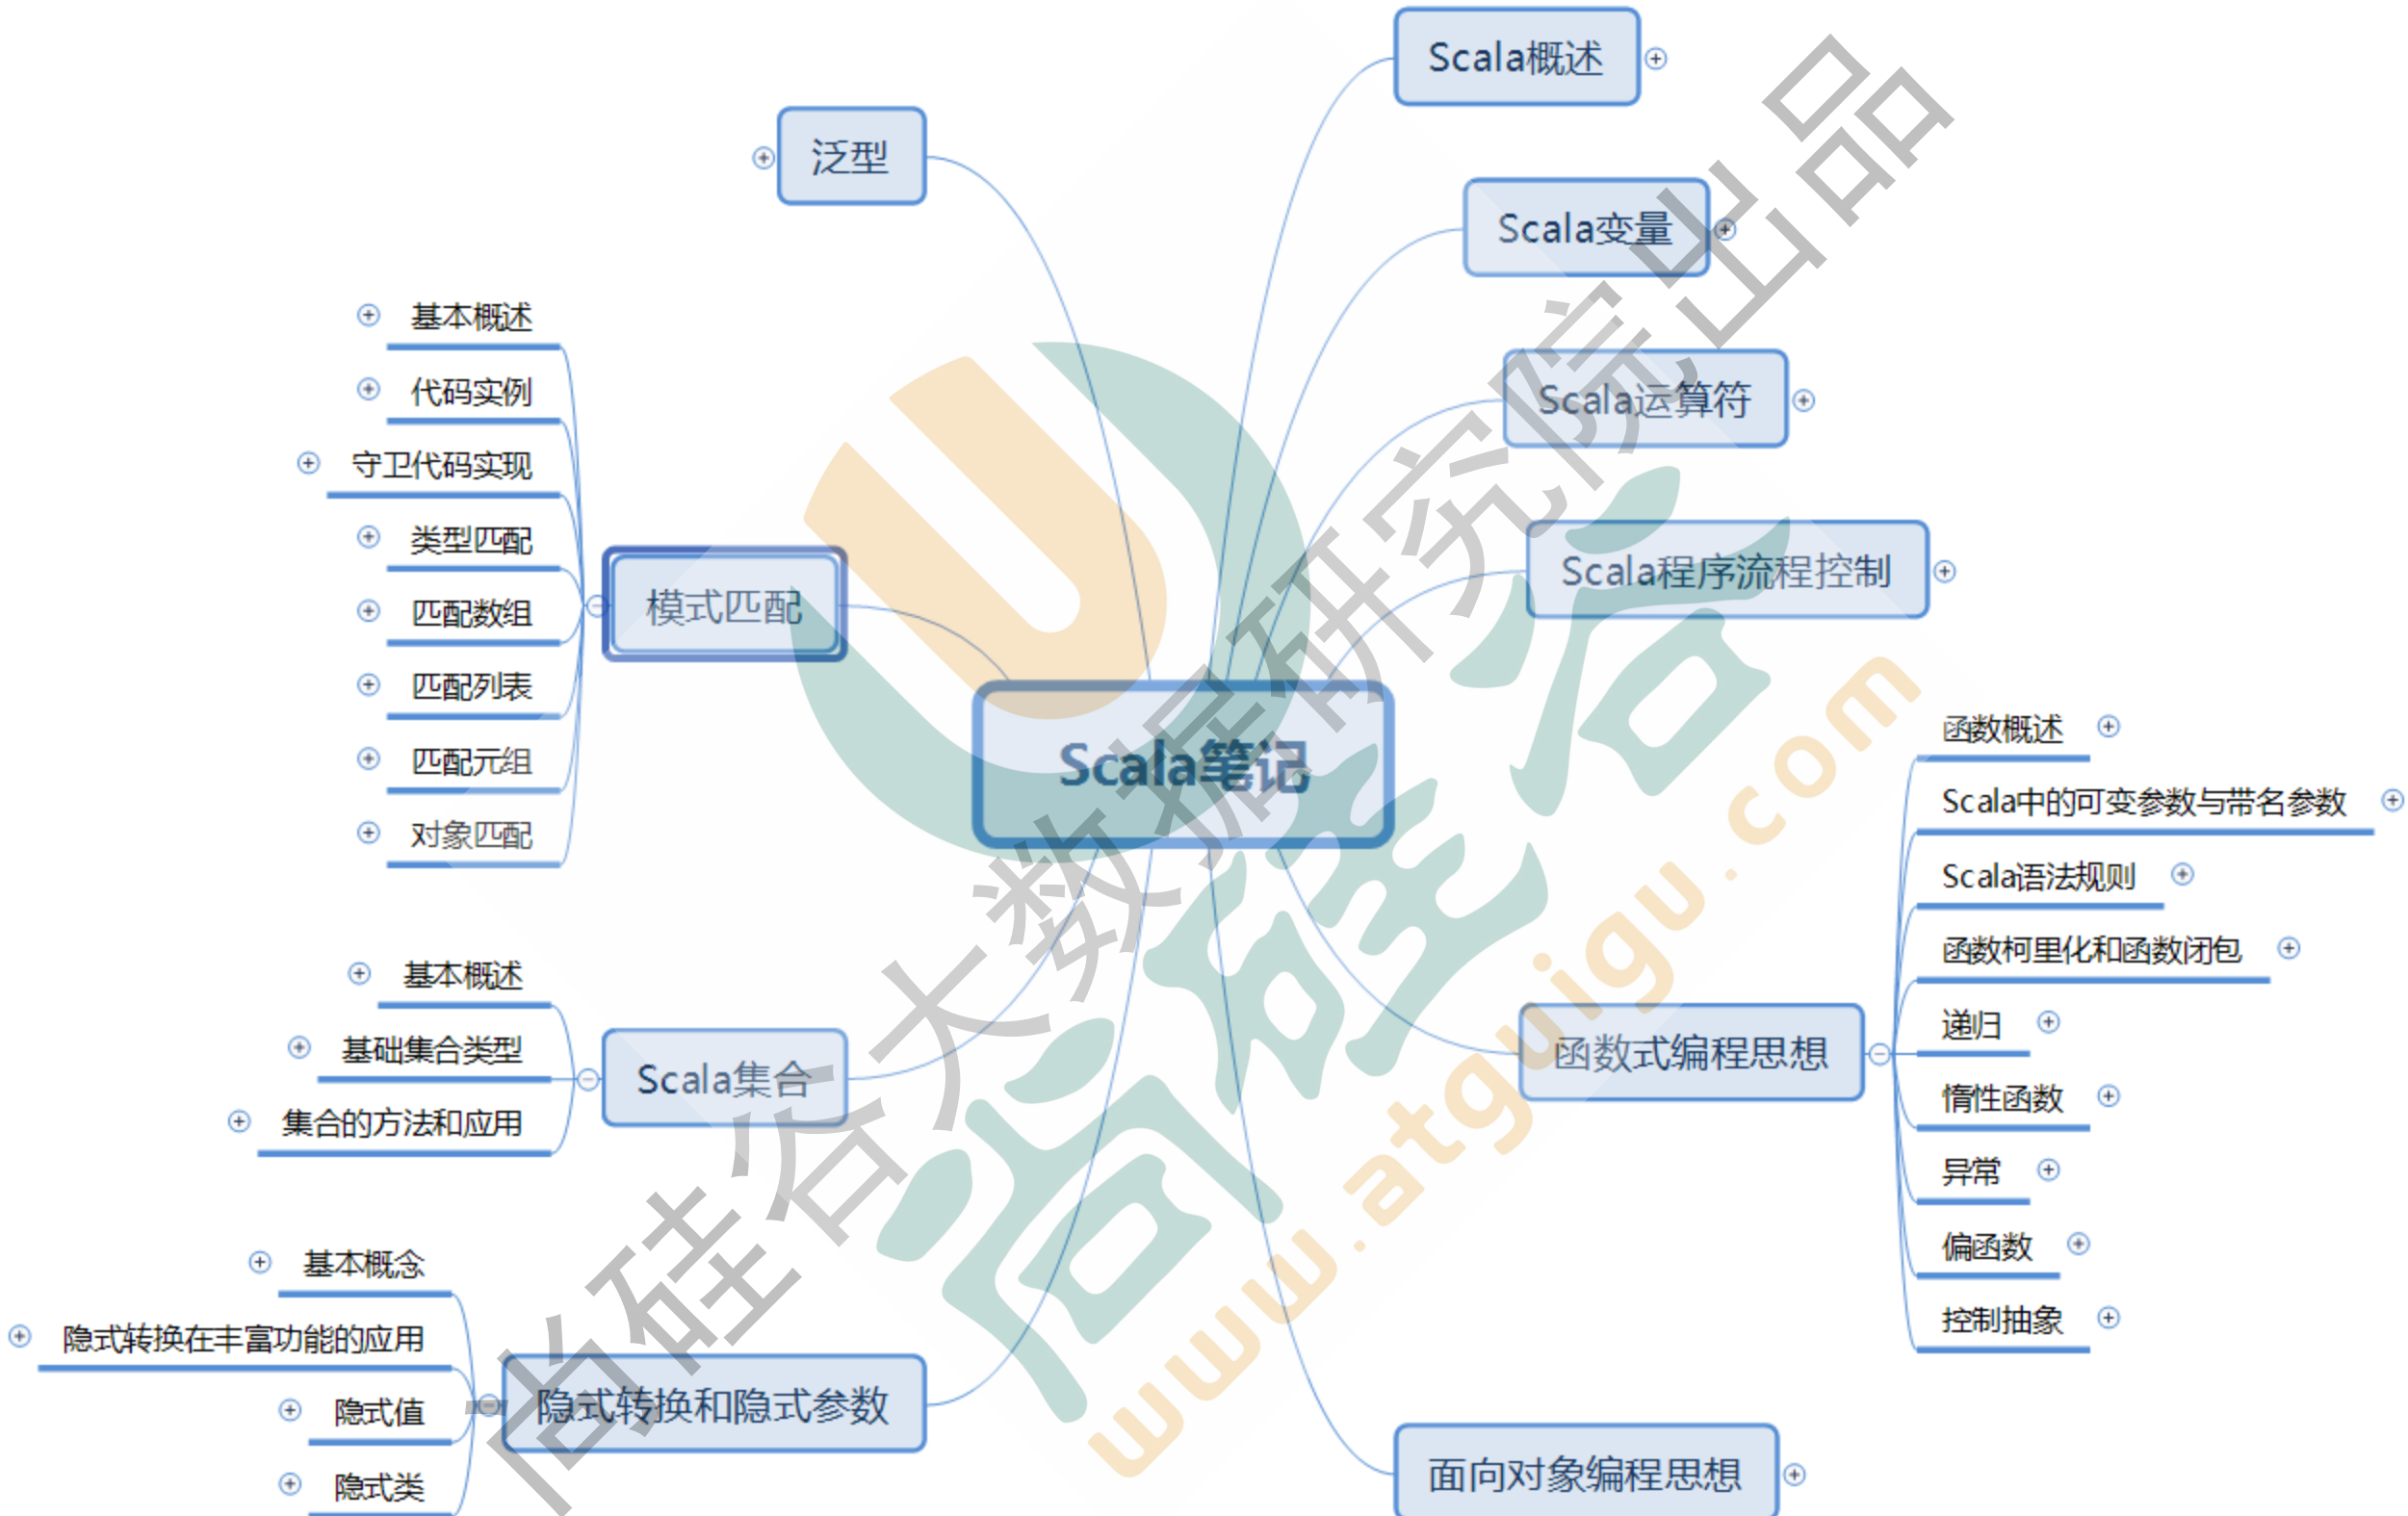 Scala笔记
Scala概述
Scala变量
Scala运算符
Scala程序流程控制
函数式编程思想
函数概述
Scala中的可变参数与带名参数
Scala语法规则
函数柯里化和函数闭包
递归
惰性函数
异常
偏函数
控制抽象
面向对象编程思想
泛型
模式匹配
基本概述
代码实例
守卫代码实现
类型匹配
匹配数组
匹配列表
匹配元组
对象匹配
Scala集合
基本概述
基础集合类型
集合的方法和应用
隐式转换和隐式参数
基本概念
隐式转换在丰富功能的应用
隐式值
隐式类
尚硅谷大数据研究院出品
尚硅谷
www.atguigu.com